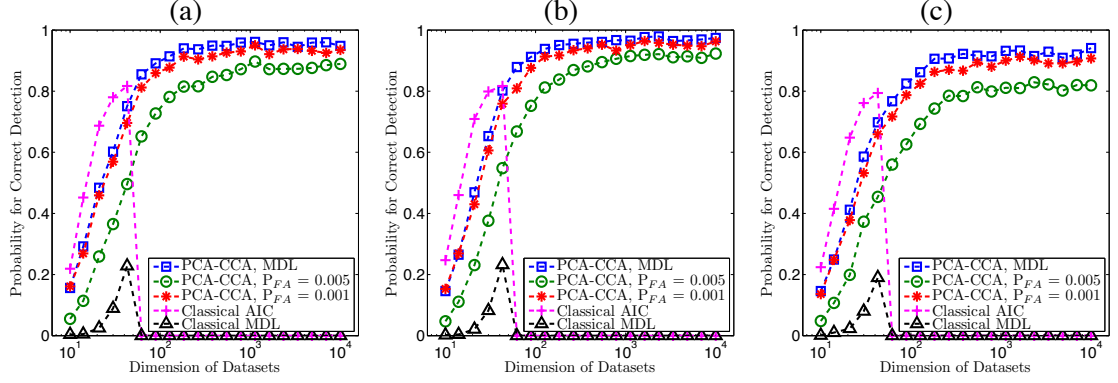 (a)
(b)
(c)
Probability for Correct Detection
1
0.8
0.6
0.4
0.2
0
PCA-CCA, MDL
PCA-CCA, P_FA = 0.005
PCA-CCA, P_FA = 0.001
Classical AIC
Classical MDL
10^1
10^2
10^3
10^4
Dimension of Datasets
Probability for Correct Detection
1
0.8
0.6
0.4
0.2
0
PCA-CCA, MDL
PCA-CCA, P_FA = 0.005
PCA-CCA, P_FA = 0.001
Classical AIC
Classical MDL
10^1
10^2
10^3
10^4
Dimension of Datasets
Probability for Correct Detection
1
0.8
0.6
0.4
0.2
0
PCA-CCA, MDL
PCA-CCA, P_FA = 0.005
PCA-CCA, P_FA = 0.001
Classical AIC
Classical MDL
10^1
10^2
10^3
10^4
Dimension of Datasets